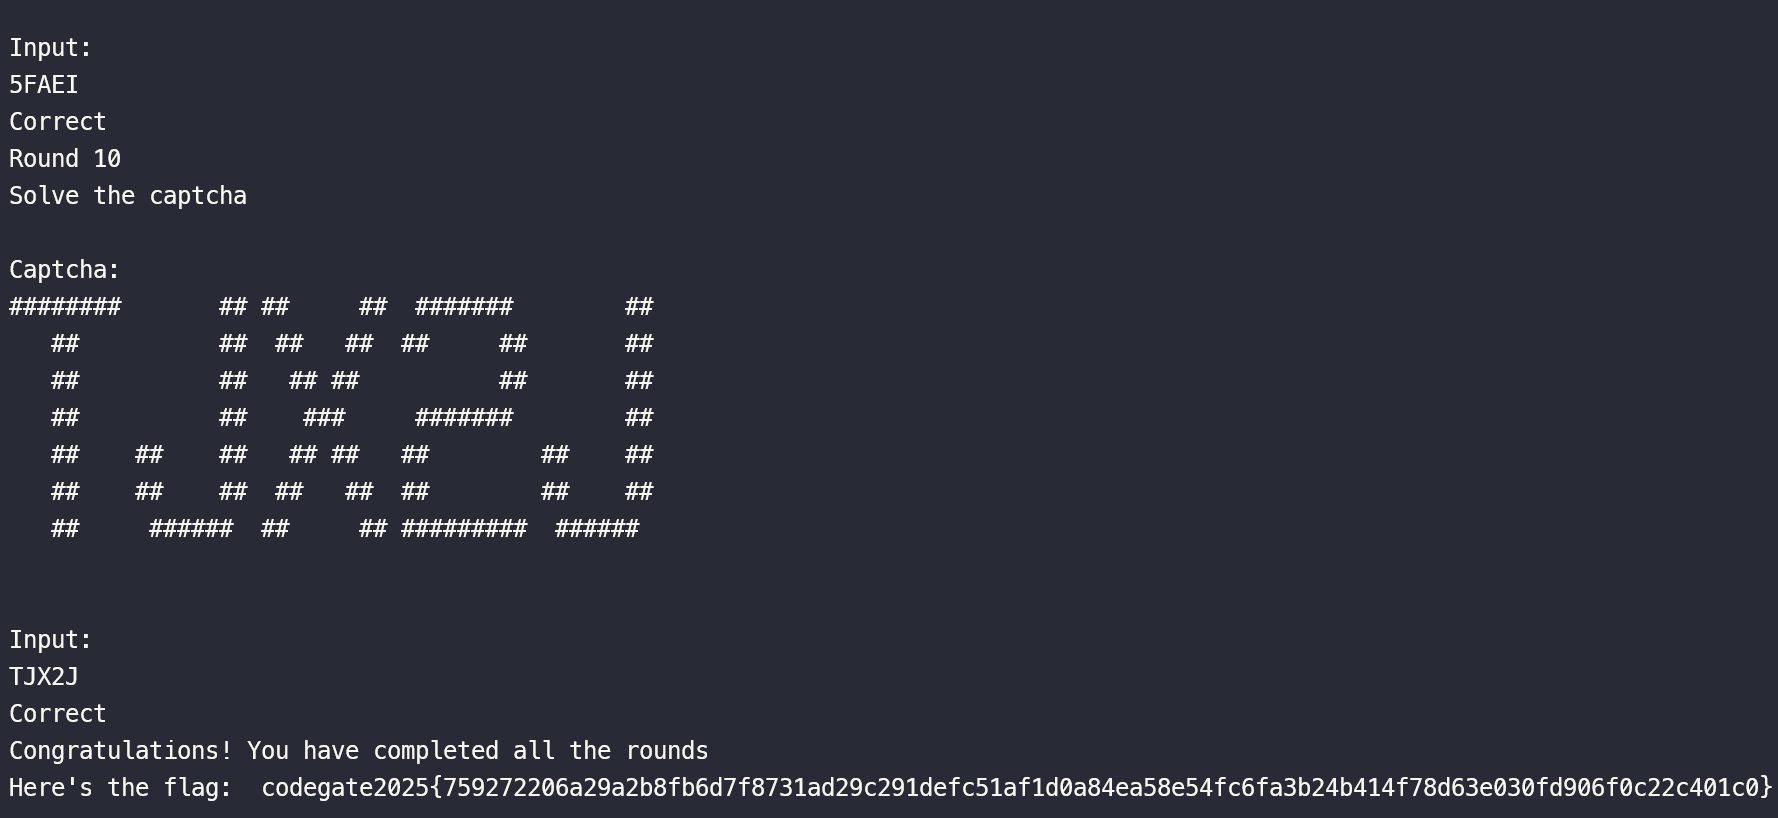 Input:
5FAEI
Correct
Round 10
Solve the captcha
Captcha:
########       ## ##     ##  #######        ##
   ##          ##  ##   ##  ##     ##       ##
   ##          ##   ## ##          ##       ##
   ##          ##    ###     #######        ##
   ##    ##    ##   ## ##   ##        ##    ##
   ##    ##    ##  ##   ##  ##        ##    ##
   ##     ######  ##     ## #########  ######
Input:
TJX2J
Correct
Congratulations! You have completed all the rounds
Here's the flag:  codegate2025{759272206a29a2b8fb6d7f8731ad29c291defc51af1d0a84ea58e54fc6fa3b24b414f78d63e030fd906f0c22c401c0}